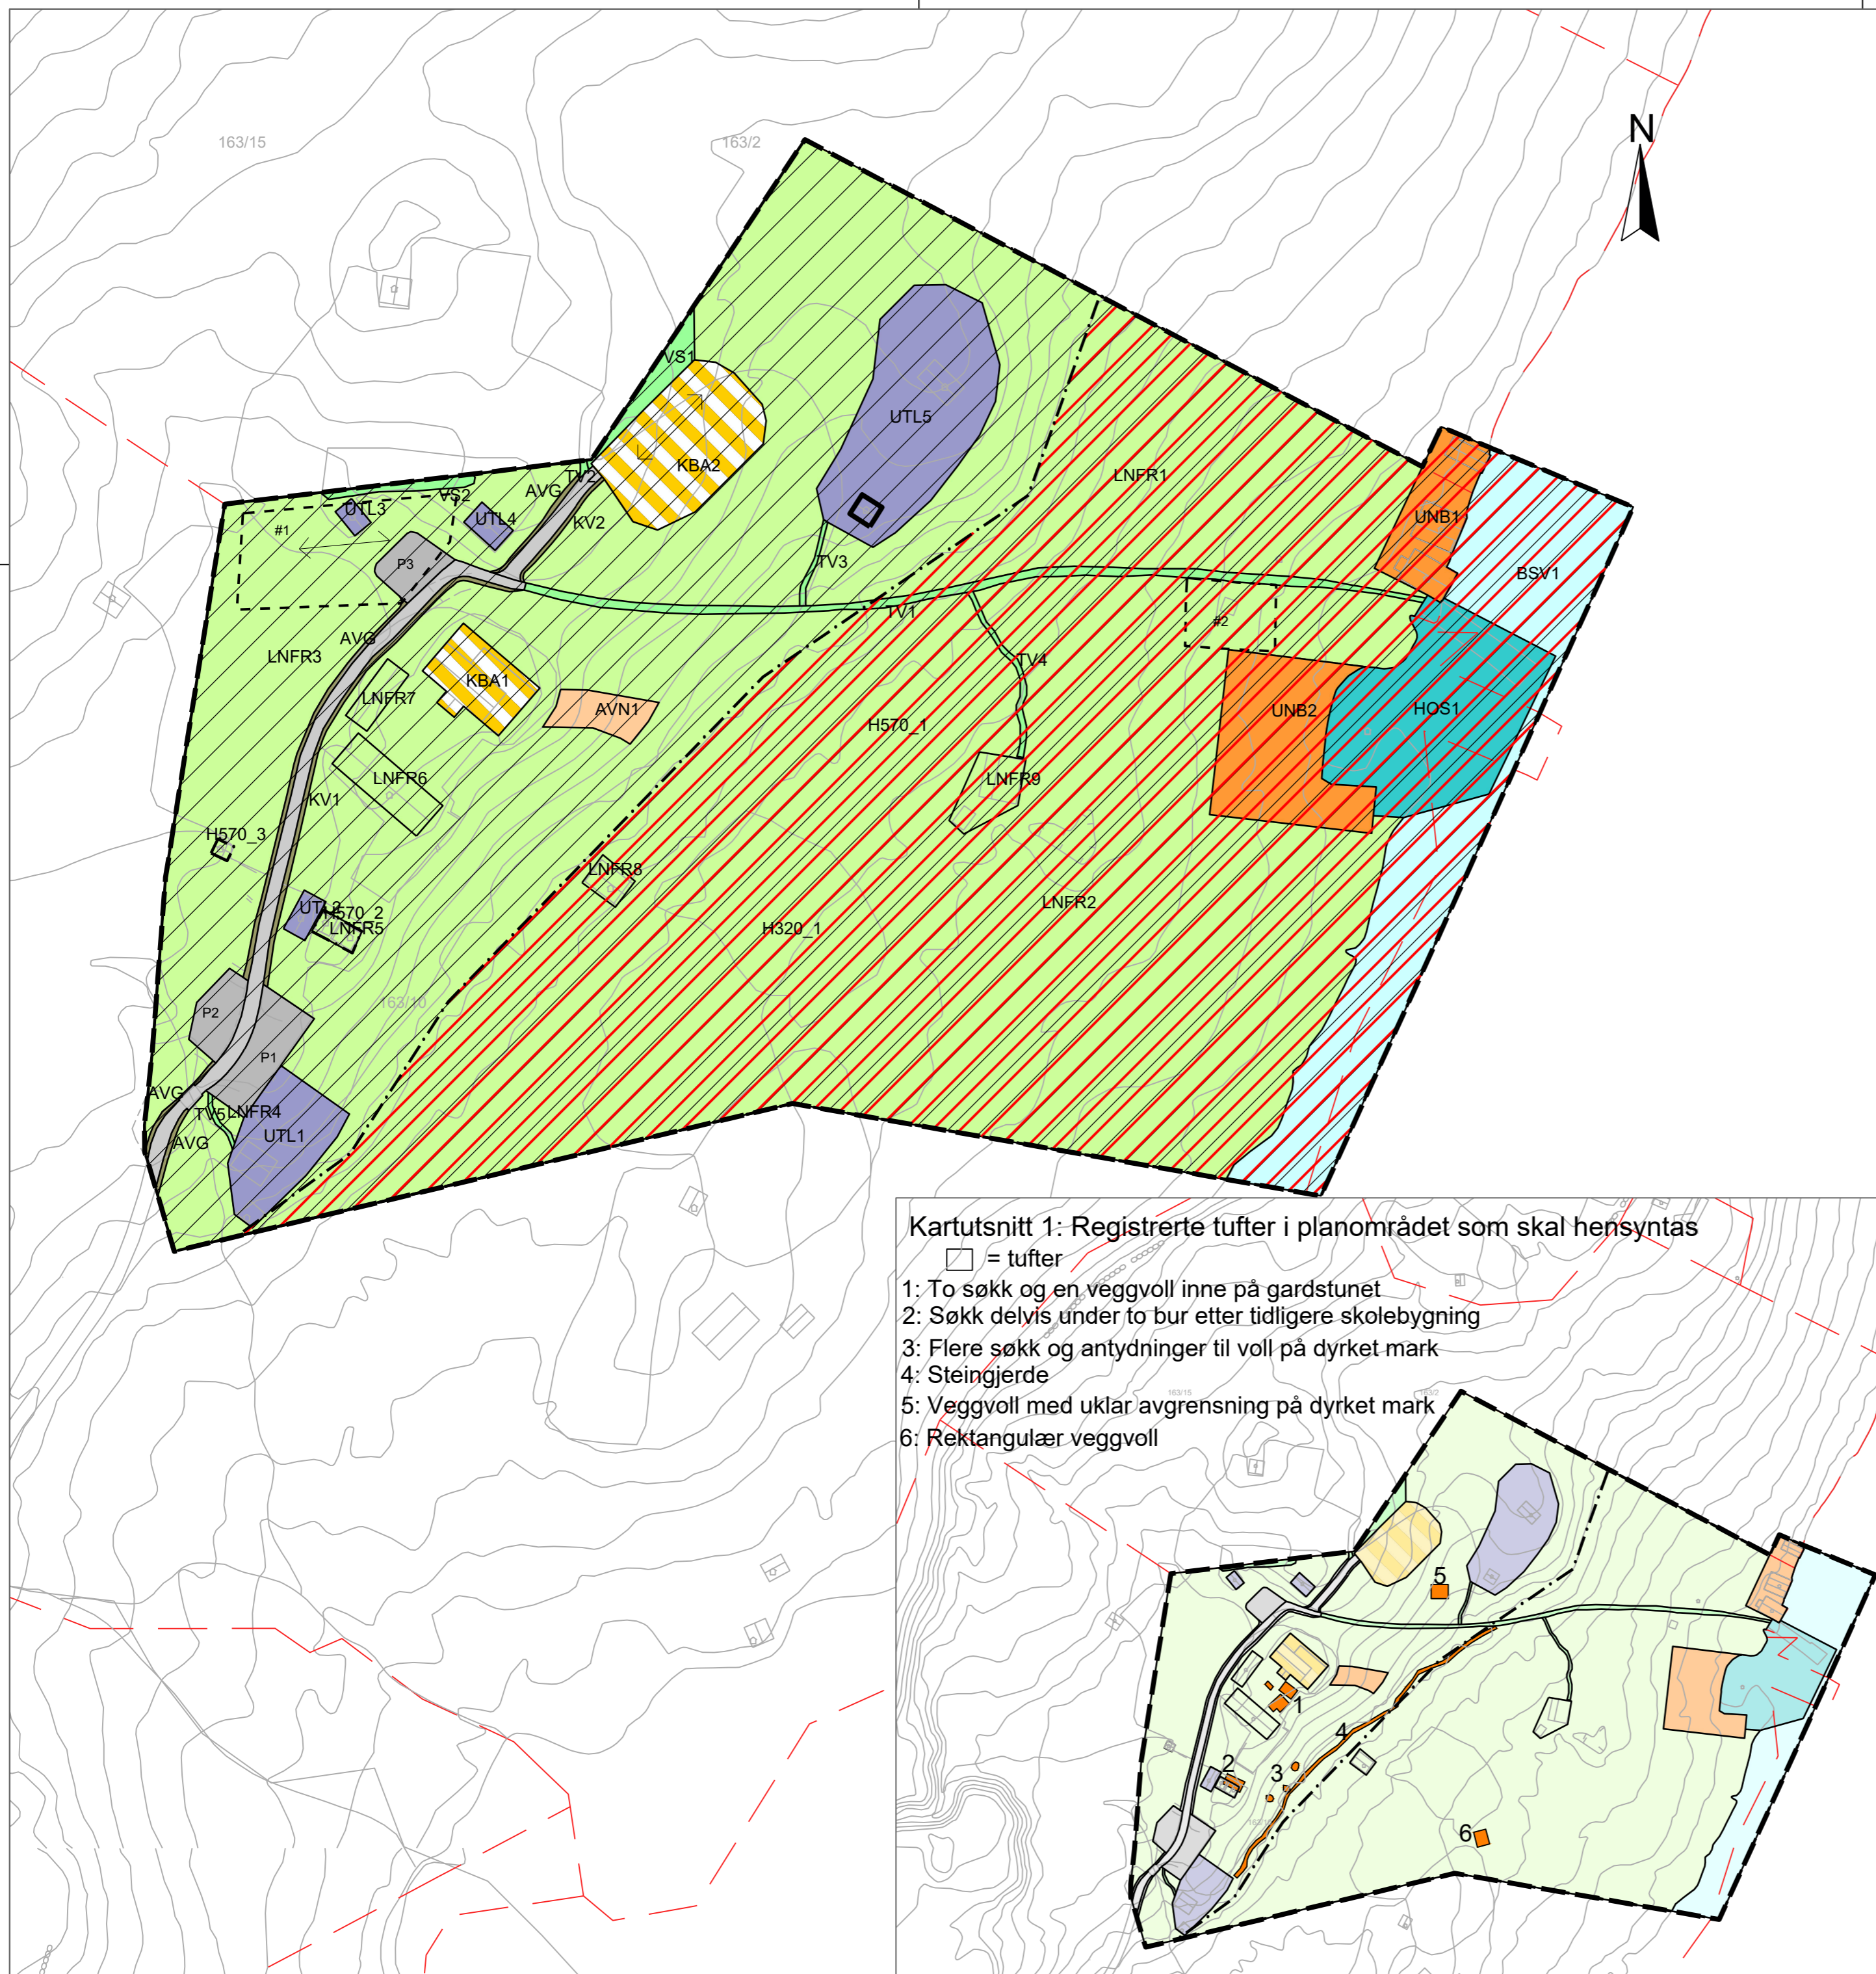 163/15
163/2
N
VS1
UTL5
KBA2
LNFR1
TV2
AVG
VS2
UTL3
UTL4
KV2
UNB1
#1
TV3
P3
BSV1
TV1
#2
AVG
LNFR3
TV4
KBA1
LNFR7
AVN1
H570_1
UNB2
HOS1
LNFR6
LNFR9
KV1
H570_3
LNFR8
UTL2
H570_2
LNFR5
LNFR2
H320_1
163/10
P2
P1
AVG
TV5
LNFR4
UTL1
AVG
Kartutsnitt 1: Registrerte tufter i planområdet som skal hensyntas
= tufter
1: To søkk og en veggvoll inne på gardstunet
2: Søkk delvis under to bur etter tidligere skolebygning
3: Flere søkk og antydninger til voll på dyrket mark
4: Steingjerde
5: Veggvoll med uklar avgrensning på dyrket mark
6: Rektangulær veggvoll
163/15
163/2
5
1
4
2
3
6